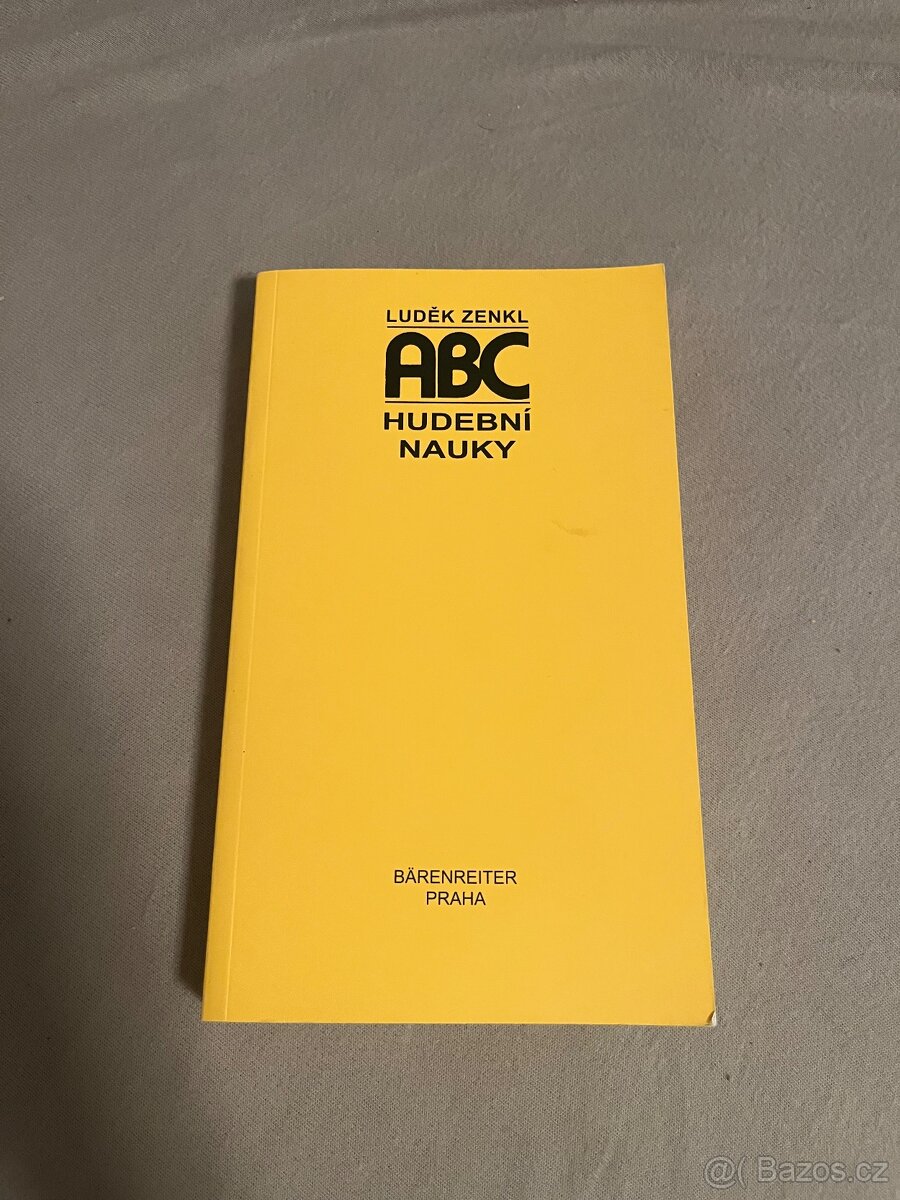 LUDĚK ZENKL
ABC
HUDEBNÍ
NAUKY
BÄRENREITER
PRAHA
@( Bazos.cz